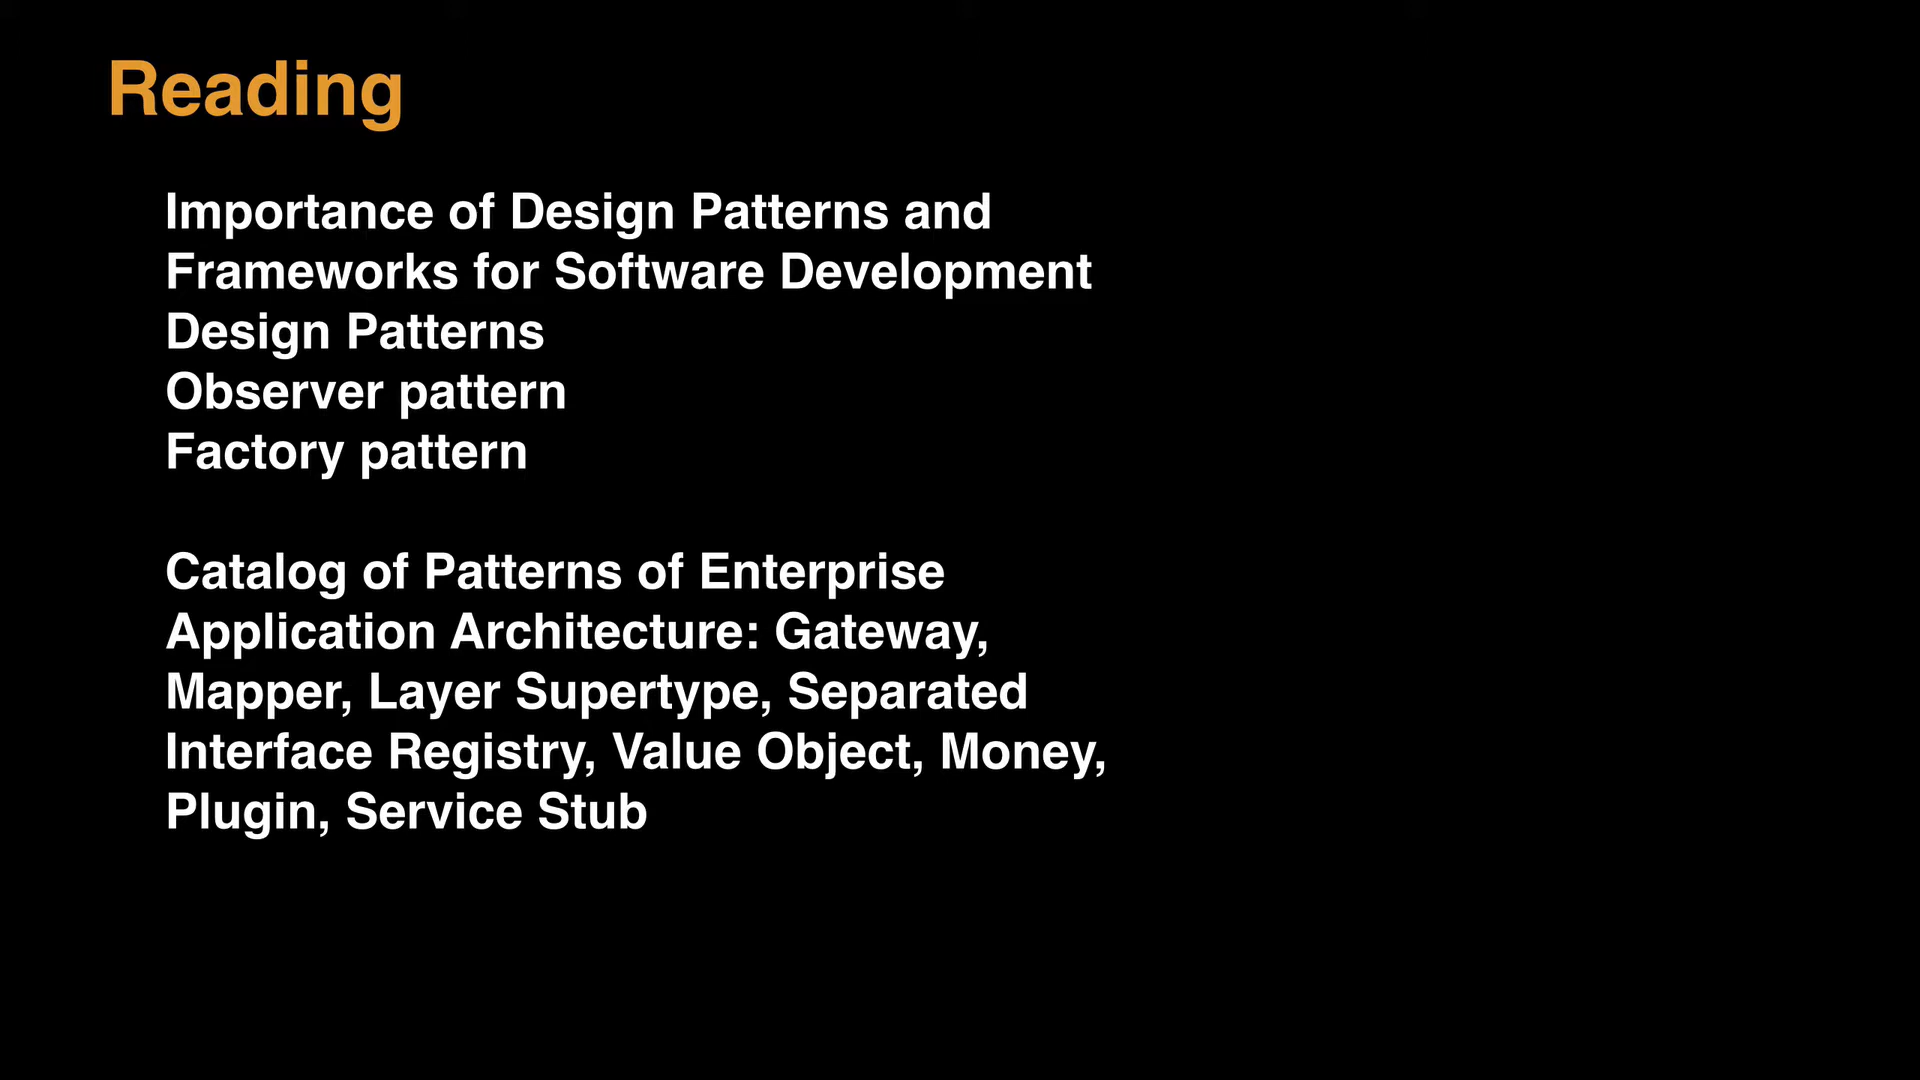 Reading
Importance of Design Patterns and
Frameworks for Software Development
Design Patterns
Observer pattern
Factory pattern
Catalog of Patterns of Enterprise
Application Architecture: Gateway,
Mapper, Layer Supertype, Separated
Interface Registry, Value Object, Money,
Plugin, Service Stub